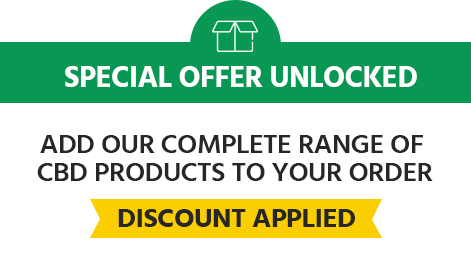 SPECIAL OFFER UNLOCKED
ADD OUR COMPLETE RANGE OF
CBD PRODUCTS TO YOUR ORDER
DISCOUNT APPLIED